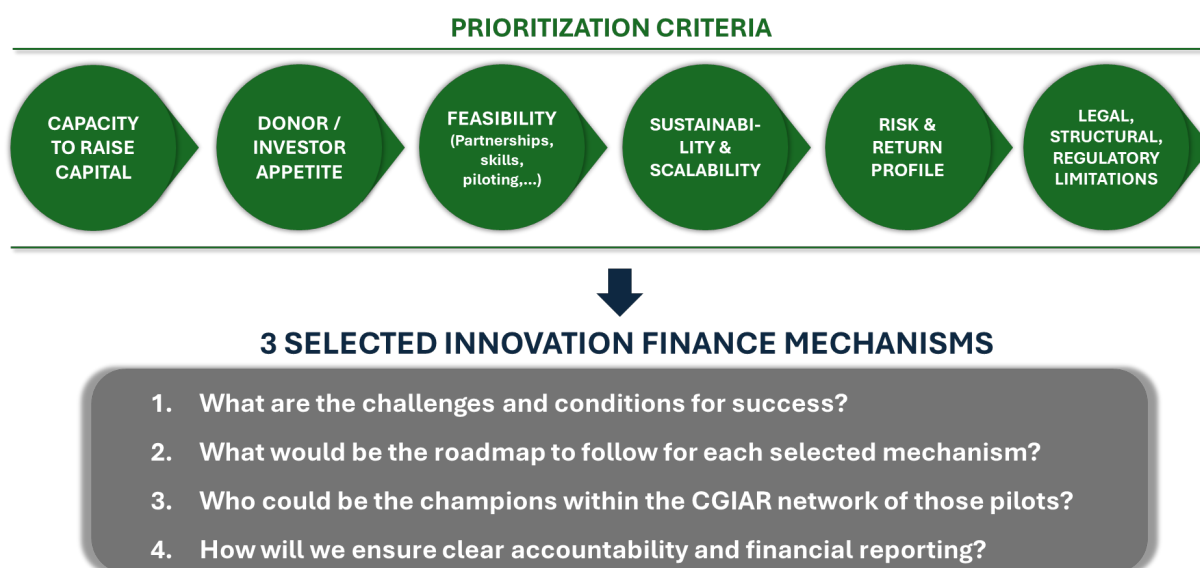 PRIORITIZATION CRITERIA
CAPACITY
TO RAISE
CAPITAL
DONOR /
INVESTOR
APPETITE
FEASIBILITY
(Partnerships,
skills,
piloting,...)
SUSTAINABI-
LITY &
SCALABILITY
RISK &
RETURN
PROFILE
LEGAL,
STRUCTURAL,
REGULATORY
LIMITATIONS
3 SELECTED INNOVATION FINANCE MECHANISMS
1. What are the challenges and conditions for success?
2. What would be the roadmap to follow for each selected mechanism?
3. Who could be the champions within the CGIAR network of those pilots?
4. How will we ensure clear accountability and financial reporting?